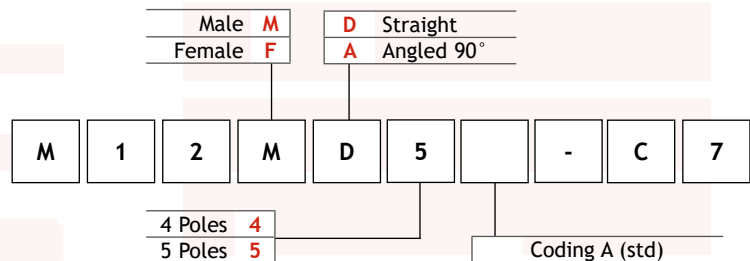 Male M D Straight
Female F A Angled 90°
M 1 2 M D 5 - C 7
4 Poles 4
5 Poles 5 Coding A (std)